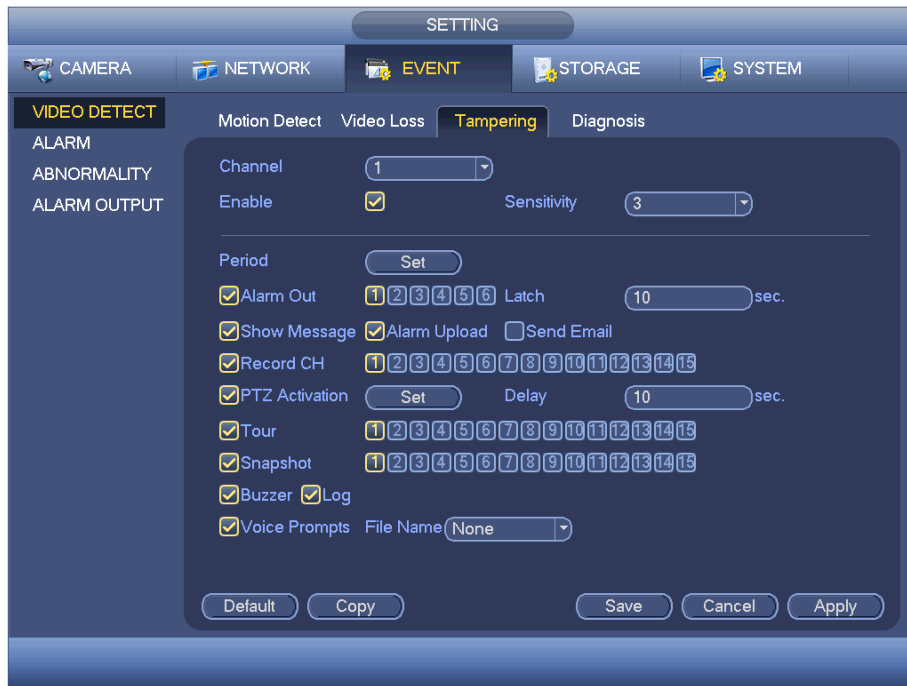 SETTING
CAMERA NETWORK EVENT STORAGE SYSTEM
VIDEO DETECT
ALARM
ABNORMALITY
ALARM OUTPUT
Motion Detect Video Loss Tampering Diagnosis
Channel 1
Enable Sensitivity 3
Period Set
Alarm Out 1 2 3 4 5 6 Latch 10 sec.
Show Message Alarm Upload Send Email
Record CH 1 2 3 4 5 6 7 8 9 10 11 12 13 14 15
PTZ Activation Set Delay 10 sec.
Tour 1 2 3 4 5 6 7 8 9 10 11 12 13 14 15
Snapshot 1 2 3 4 5 6 7 8 9 10 11 12 13 14 15
Buzzer Log
Voice Prompts File Name None
Default Copy Save Cancel Apply